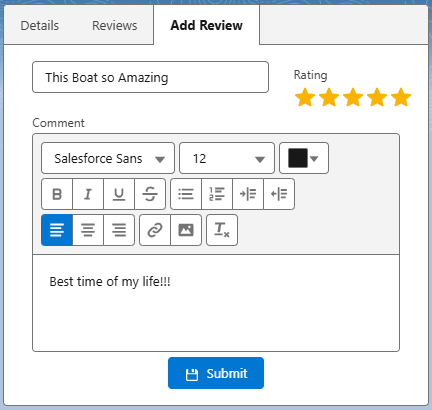 Details Reviews Add Review
This Boat so Amazing
Rating
Comment
Salesforce Sans 12
B I U S
Best time of my life!!!
Submit